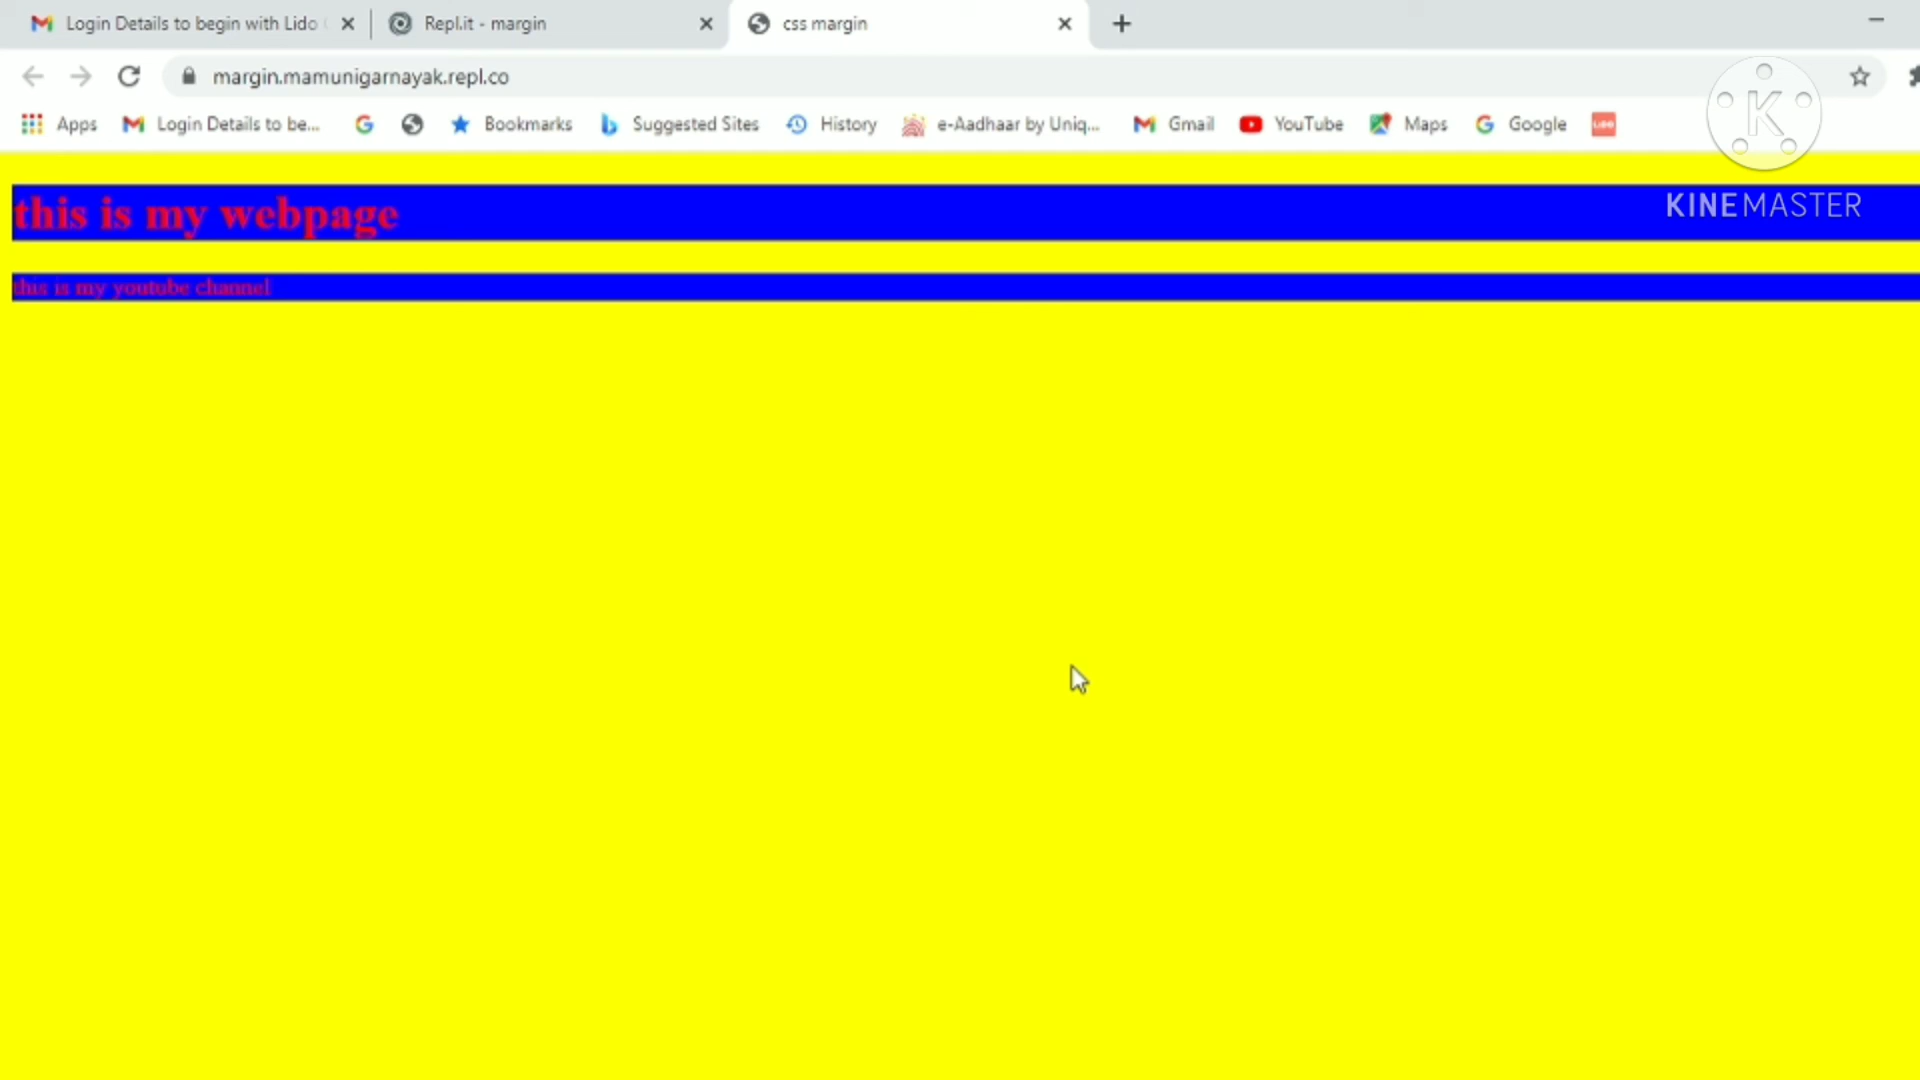 Login Details to begin with Lido
Repl.it - margin
css margin
margin.mamunigarnayak.repl.co
Apps
Login Details to be...
Bookmarks
Suggested Sites
History
e-Aadhaar by Uniq...
Gmail
YouTube
Maps
Google
K
KINEMASTER
this is my webpage
this is my youtube channel